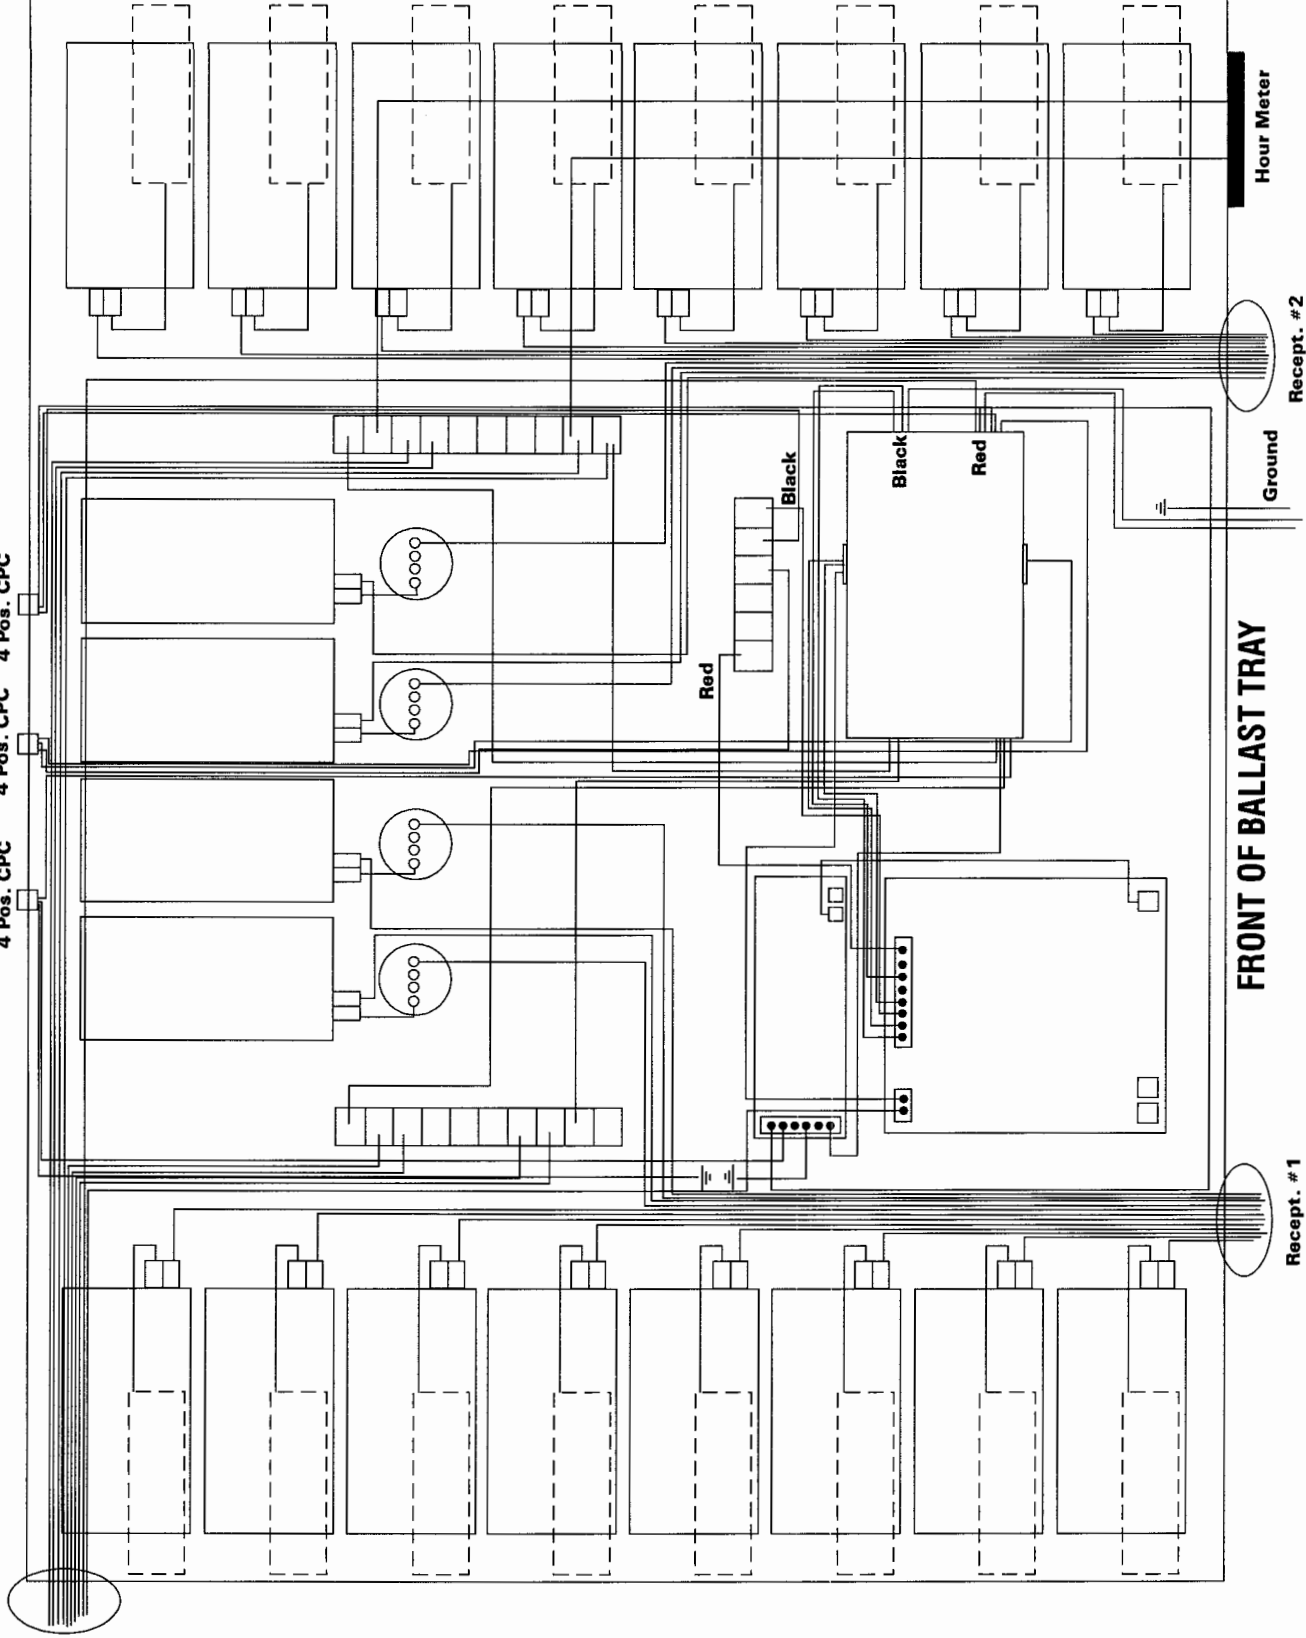 4 Pos. CPC
4 Pos. CPC
4 Pos. CPC
Hour Meter
Recept. #2
Ground
Black
Black
Red
Red
FRONT OF BALLAST TRAY
Recept. #1